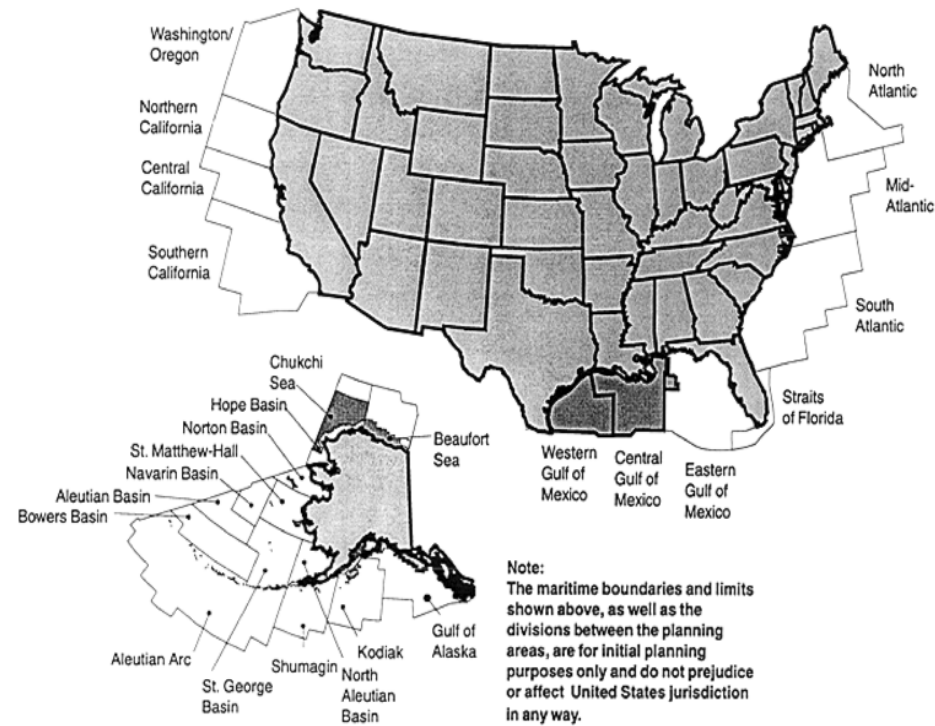 Washington/
Oregon
Northern
California
Central
California
Southern
California
North
Atlantic
Mid-
Atlantic
South
Atlantic
Straits
of Florida
Western
Gulf of
Mexico
Central
Gulf of
Mexico
Eastern
Gulf of
Mexico
Chukchi
Sea
Hope Basin
Norton Basin
St. Matthew-Hall
Navarin Basin
Aleutian Basin
Bowers Basin
Beaufort
Sea
Aleutian Arc
St. George
Basin
Shumagin
North
Aleutian
Basin
Kodiak
Gulf of
Alaska
Note:
The maritime boundaries and limits
shown above, as well as the
divisions between the planning
areas, are for initial planning
purposes only and do not prejudice
or affect United States jurisdiction
in any way.